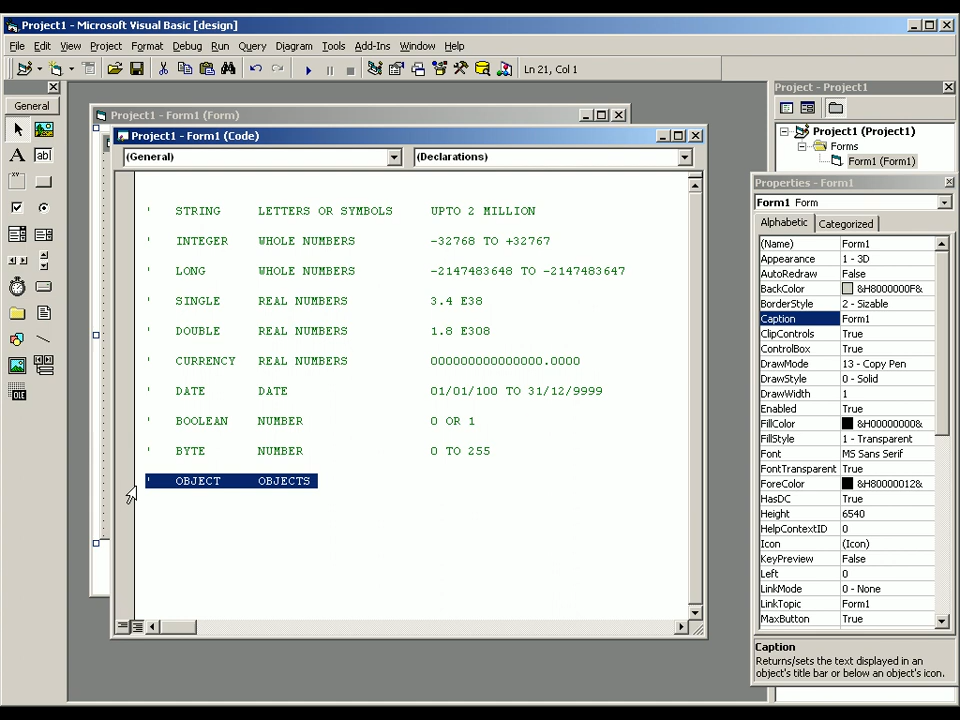 Project1 - Microsoft Visual Basic [design]
File Edit View Project Format Debug Run Query Diagram Tools Add-Ins Window Help
Ln 21, Col 1
General
Project1 - Form1 (Form)
Project1 - Form1 (Code)
(General) (Declarations)
' STRING LETTERS OR SYMBOLS UPTO 2 MILLION
' INTEGER WHOLE NUMBERS -32768 TO +32767
' LONG WHOLE NUMBERS -2147483648 TO -2147483647
' SINGLE REAL NUMBERS 3.4 E38
' DOUBLE REAL NUMBERS 1.8 E308
' CURRENCY REAL NUMBERS 000000000000000.0000
' DATE DATE 01/01/100 TO 31/12/9999
' BOOLEAN NUMBER 0 OR 1
' BYTE NUMBER 0 TO 255
' OBJECT OBJECTS
Project - Project1
Project1 (Project1)
Forms
Form1 (Form1)
Properties - Form1
Form1 Form
Alphabetic Categorized
(Name) Form1
Appearance 1 - 3D
AutoRedraw False
BackColor &H8000000F&
BorderStyle 2 - Sizable
Caption Form1
ClipControls True
ControlBox True
DrawMode 13 - Copy Pen
DrawStyle 0 - Solid
DrawWidth 1
Enabled True
FillColor &H00000000&
FillStyle 1 - Transparent
Font MS Sans Serif
FontTransparent True
ForeColor &H80000012&
HasDC True
Height 6540
HelpContextID 0
Icon (Icon)
KeyPreview False
Left 0
LinkMode 0 - None
LinkTopic Form1
MaxButton True
Caption
Returns/sets the text displayed in an
object's title bar or below an object's icon.